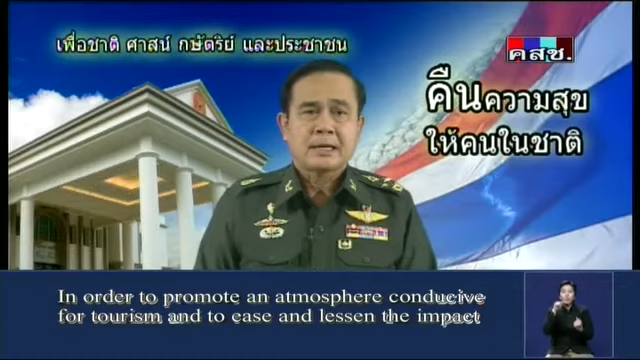 เพื่อชาติ ศาสน์ กษัตริย์ และประชาชน
คสช.
คืนความสุข
ให้คนในชาติ
In order to promote an atmosphere conducive
for tourism and to ease and lessen the impact